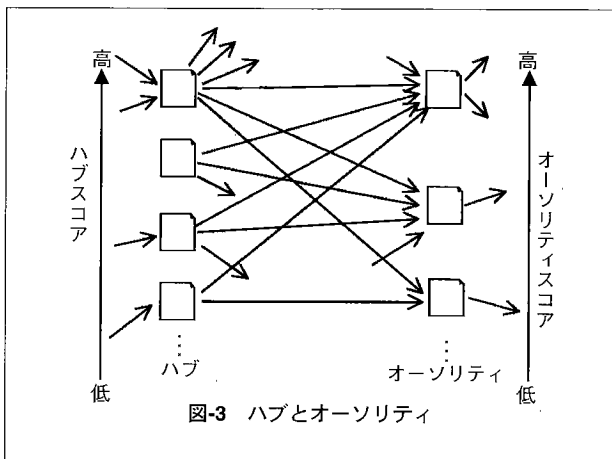 高
ハブスコア
低
ハブ
高
オーソリティスコア
低
オーソリティ
図-3 ハブとオーソリティ